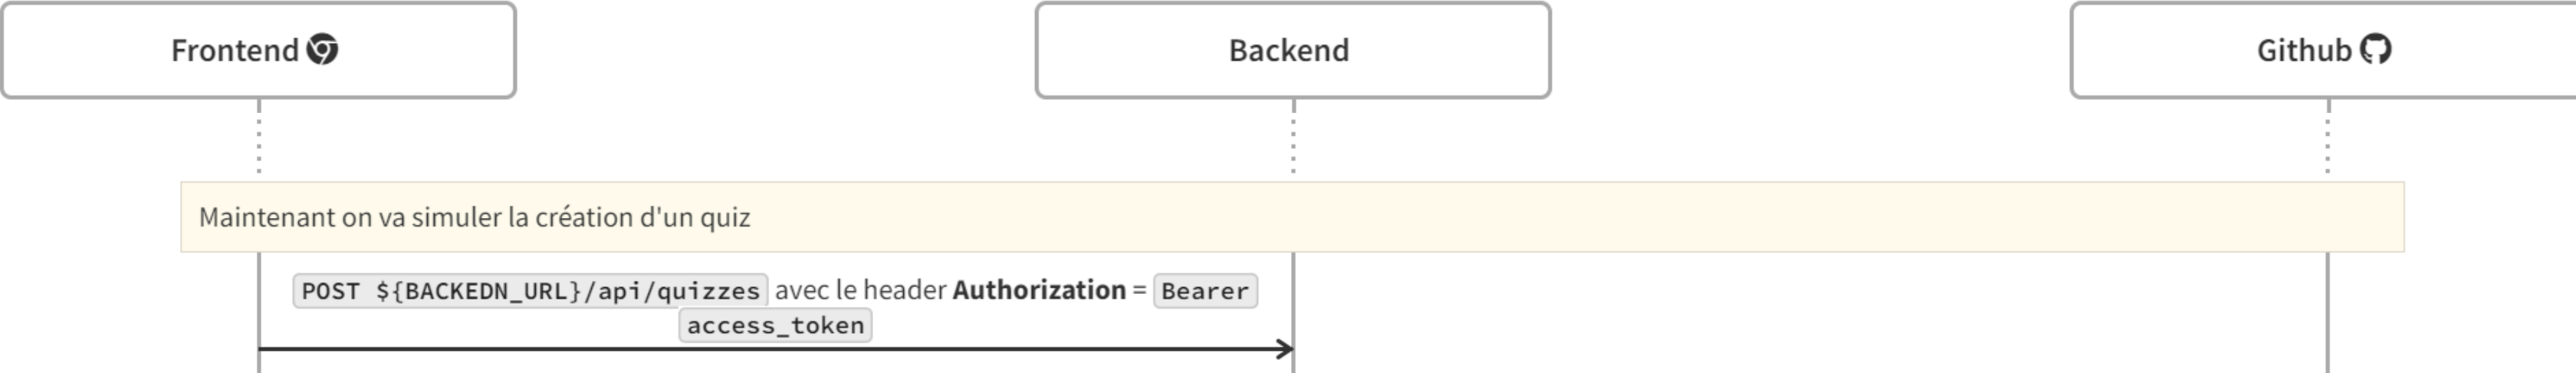 Frontend
Backend
Github
Maintenant on va simuler la création d'un quiz
POST ${BACKEDN_URL}/api/quizzes avec le header Authorization = Bearer
access_token